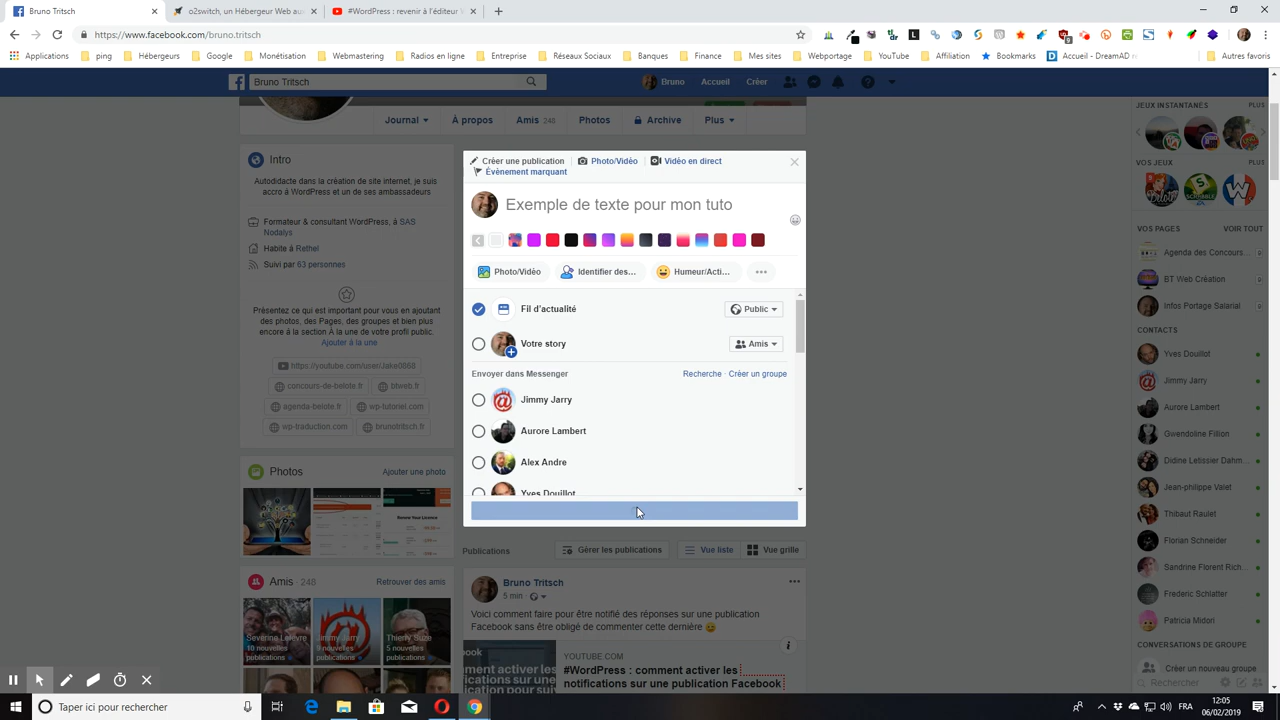 Bruno Tritsch
o2switch, un Hébergeur Web au
#WordPress : revenir à l'éditeur W
https://www.facebook.com/bruno.tritsch
Applications
ping
Hébergeurs
Google
Monétisation
Webmastering
Radios en ligne
Entreprise
Réseaux Sociaux
Banques
Finance
Mes sites
Webportage
YouTube
Affiliation
Bookmarks
Accueil - DreamAD r
Autres favoris
Bruno Tritsch
Bruno
Accueil
Créer
Journal
À propos
Amis 248
Photos
Archive
Plus
Intro
Autodidacte dans la création de site internet, je suis
accro à WordPress et un de ses ambassadeurs
Formateur & consultant WordPress, à SAS
Nodalys
Habite à Rethel
Suivi par 63 personnes
Présentez ce qui est important pour vous en ajoutant
des photos, des Pages, des groupes et bien plus
encore à la section À la une de votre profil public.
Ajouter à la une
https://youtube.com/user/Jake0868
concours-de-belote.fr
btweb.fr
agenda-belote.fr
wp-tutoriel.com
wp-traduction.com
brunotritsch.fr
Photos
Ajouter une photo
Amis · 248
Retrouver des amis
Séverine Lelèvre
10 nouvelles
publications
Jimmy Jarry
9 nouvelles
publications
Thierry Suze
5 nouvelles
publications
Créer une publication
Photo/Vidéo
Vidéo en direct
Évènement marquant
Exemple de texte pour mon tuto
Photo/Vidéo
Identifier des...
Humeur/Acti...
Fil d'actualité
Public
Votre story
Amis
Envoyer dans Messenger
Recherche · Créer un groupe
Jimmy Jarry
Aurore Lambert
Alex Andre
Yves Douillot
Publications
Gérer les publications
Vue liste
Vue grille
Bruno Tritsch
5 min
Voici comment faire pour être notifié des réponses sur une publication
Facebook sans être obligé de commenter cette dernière
YOUTUBE.COM
#WordPress : comment activer les
notifications sur une publication Facebook
JEUX INSTANTANÉS
PLUS
VOS JEUX
PLUS
VOS PAGES
VOIR TOUT
Agenda des Concours...
BT Web Création
Infos Portage Salarial
CONTACTS
Yves Douillot
Jimmy Jarry
Aurore Lambert
Gwendoline Fillion
Didine Letissier Dahm...
Jean-philippe Valet
Thibaut Raulet
Florian Schneider
Sandrine Florent Rich...
Frederic Schlatter
Patricia Midori
CONVERSATIONS DE GROUPE
Créer un nouveau groupe
Rechercher
Taper ici pour rechercher
FRA
12:05
06/02/2019